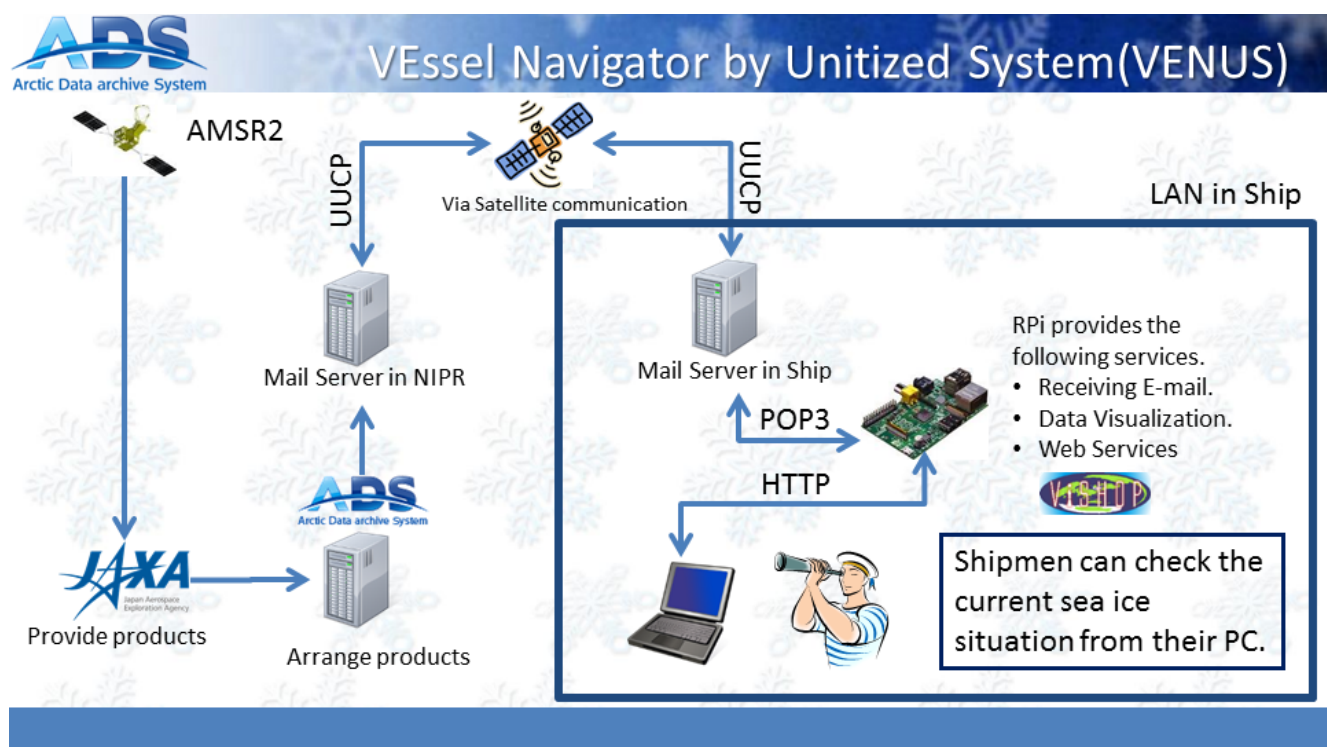 ADS
Arctic Data archive System
VEssel Navigator by Unitized System(VENUS)
AMSR2
UUCP
Via Satellite communication
UUCP
LAN in Ship
Mail Server in NIPR
Mail Server in Ship
RPi provides the
following services.
• Receiving E-mail.
• Data Visualization.
• Web Services
POP3
HTTP
VISHOP
ADS
Arctic Data archive System
JAXA
Japan Aerospace
Exploration Agency
Provide products
Arrange products
Shipmen can check the
current sea ice
situation from their PC.